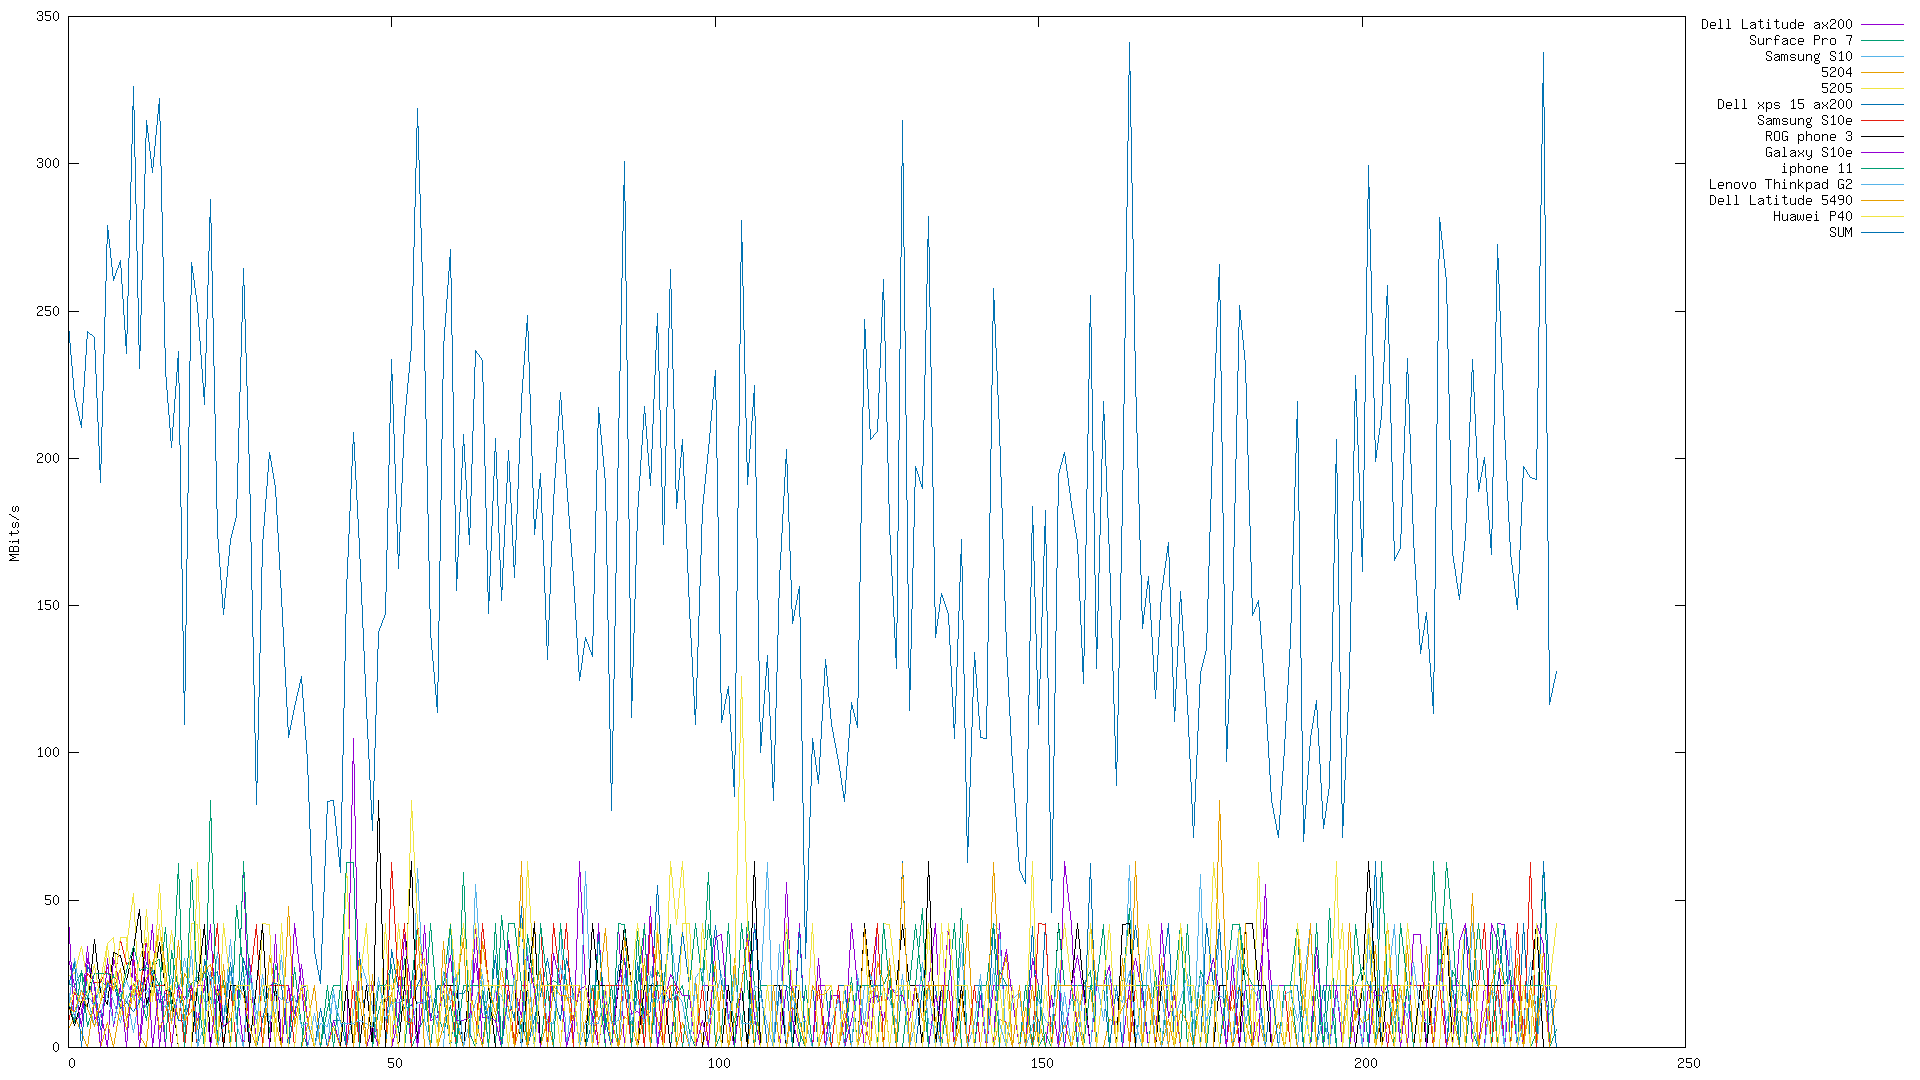 350
300
250
200
150
100
50
0
MBits/s
0 50 100 150 200 250
Dell Latitude ax200
Surface Pro 7
Samsung S10
5204
5205
Dell xps 15 ax200
Samsung S10e
ROG phone 3
Galaxy S10e
iphone 11
Lenovo Thinkpad G2
Dell Latitude 5490
Huawei P40
SUM